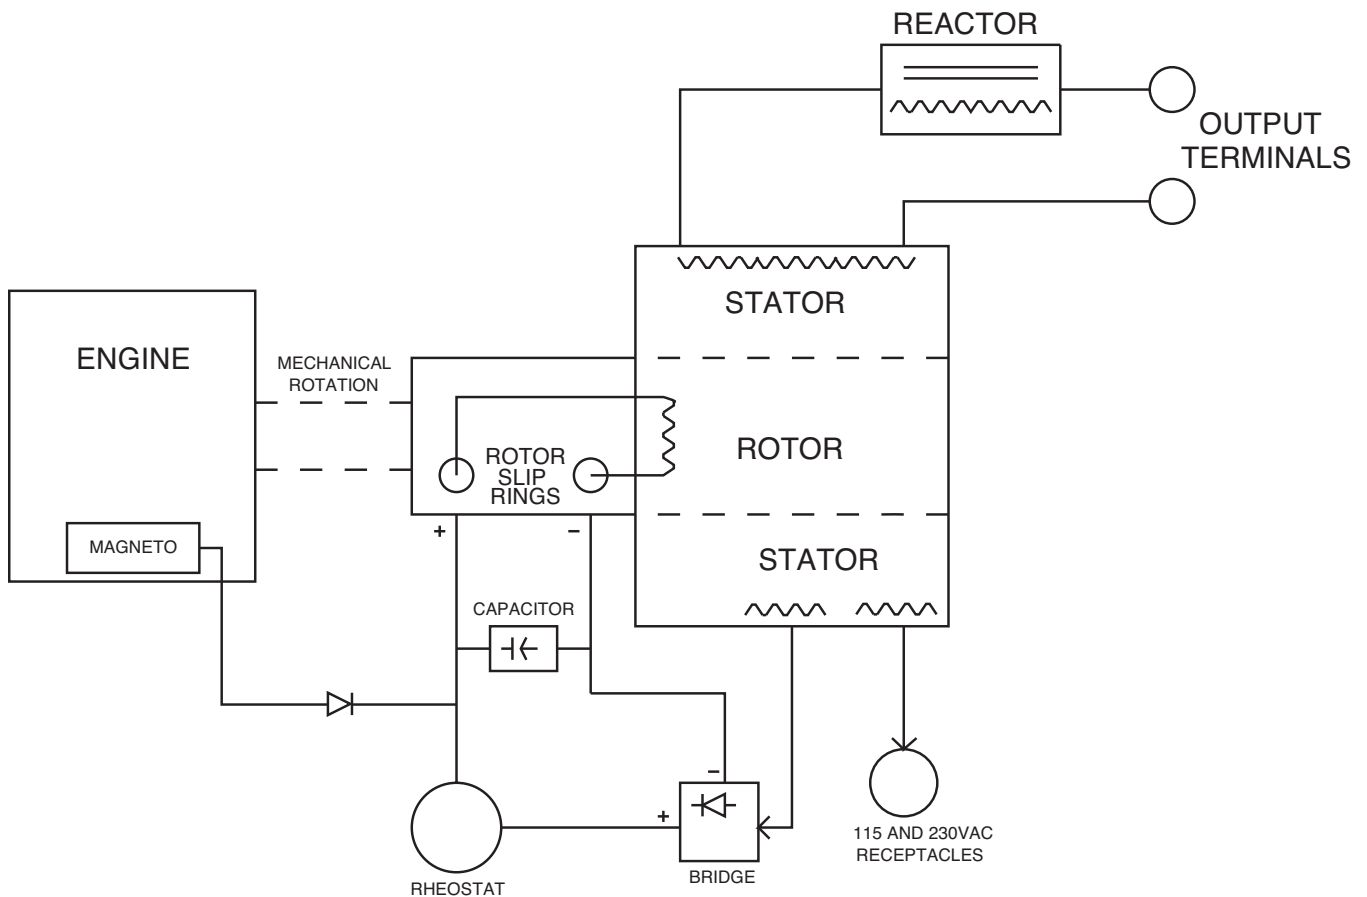 REACTOR
OUTPUT
TERMINALS
STATOR
ENGINE
MECHANICAL
ROTATION
ROTOR
SLIP
RINGS
ROTOR
+
−
MAGNETO
STATOR
CAPACITOR
−
+
115 AND 230VAC
RECEPTACLES
BRIDGE
RHEOSTAT